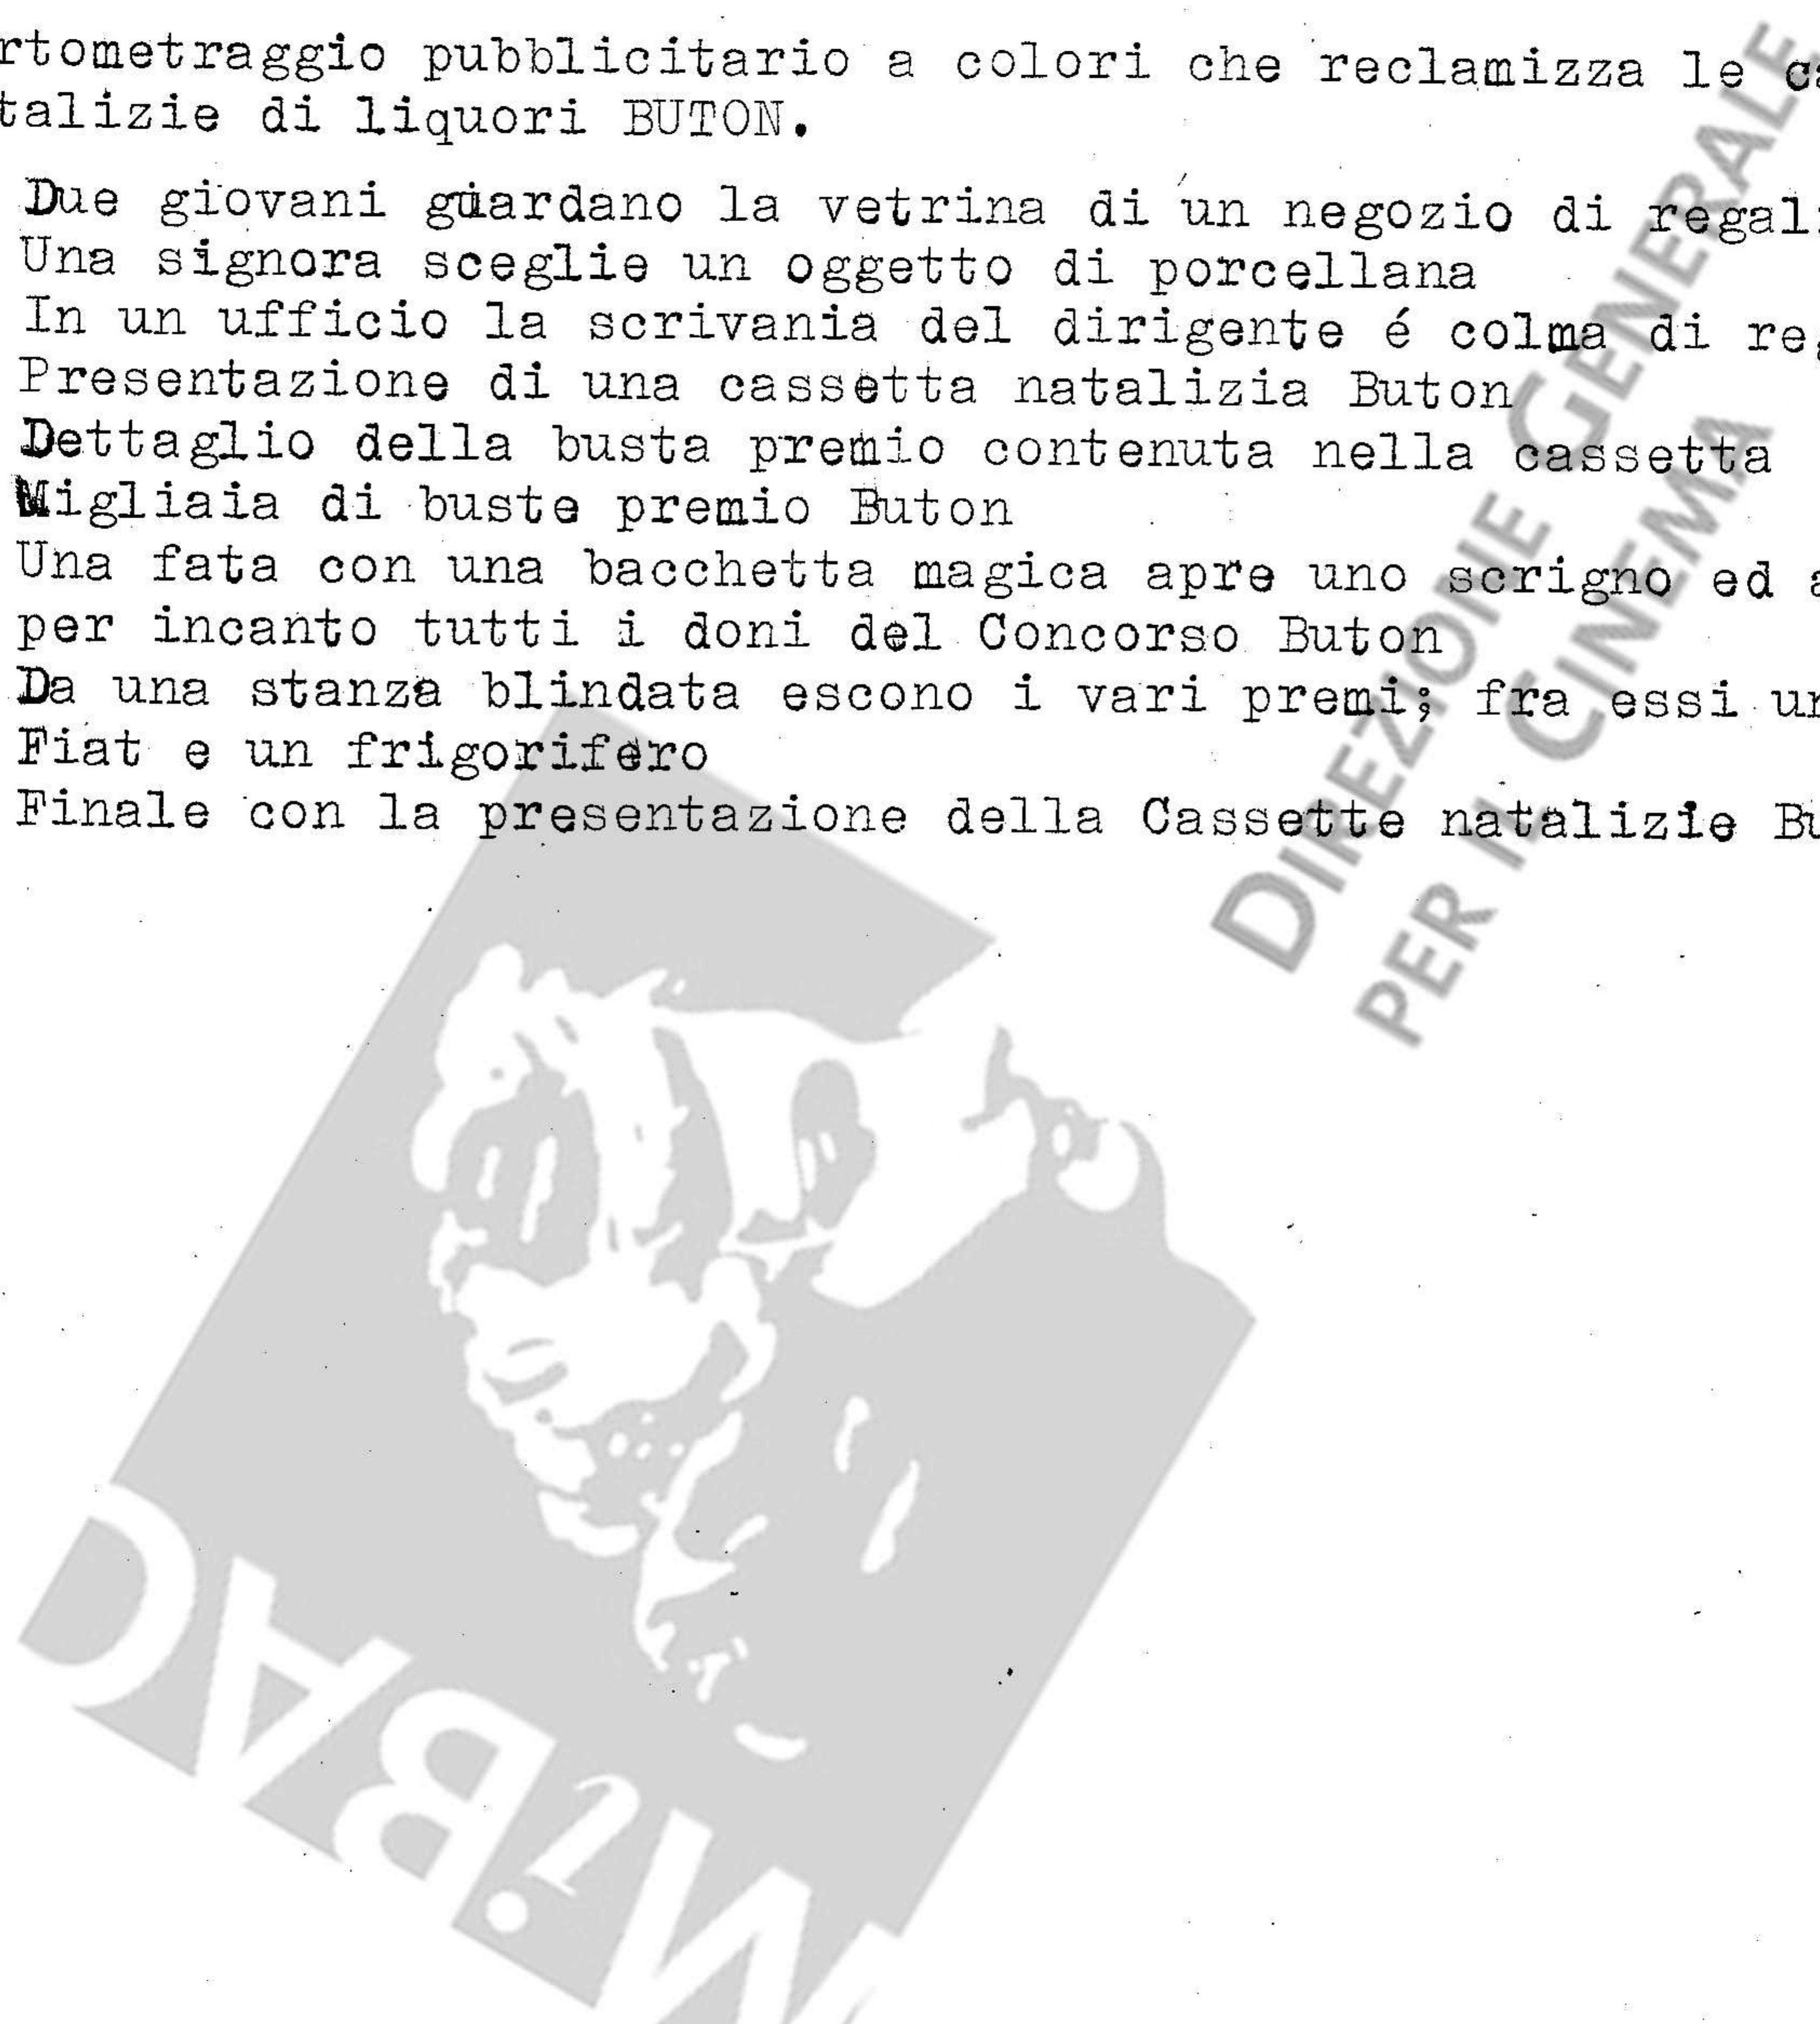 rtometraggio pubblicitario a colori che reclamizza le
talizie di liquori BUTON.
Due giovani guardano la vetrina di un negozio di regali
Una signora sceglie un oggetto di porcellana
In un ufficio la scrivania del dirigente é colma di
Presentazione di una cassetta natalizia Buton
Dettaglio della busta premio contenuta nella cassetta
Migliaia di buste premio Buton
Una fata con una bacchetta magica apre uno scrigno ed
per incanto tutti i doni del Concorso Buton
Da una stanza blindata escono i vari premi; fra essi
Fiat e un frigorifero
Finale con la presentazione della Cassette natalizie
DIREZIONE GENERALE
PER IL CINEMA
MiBAC